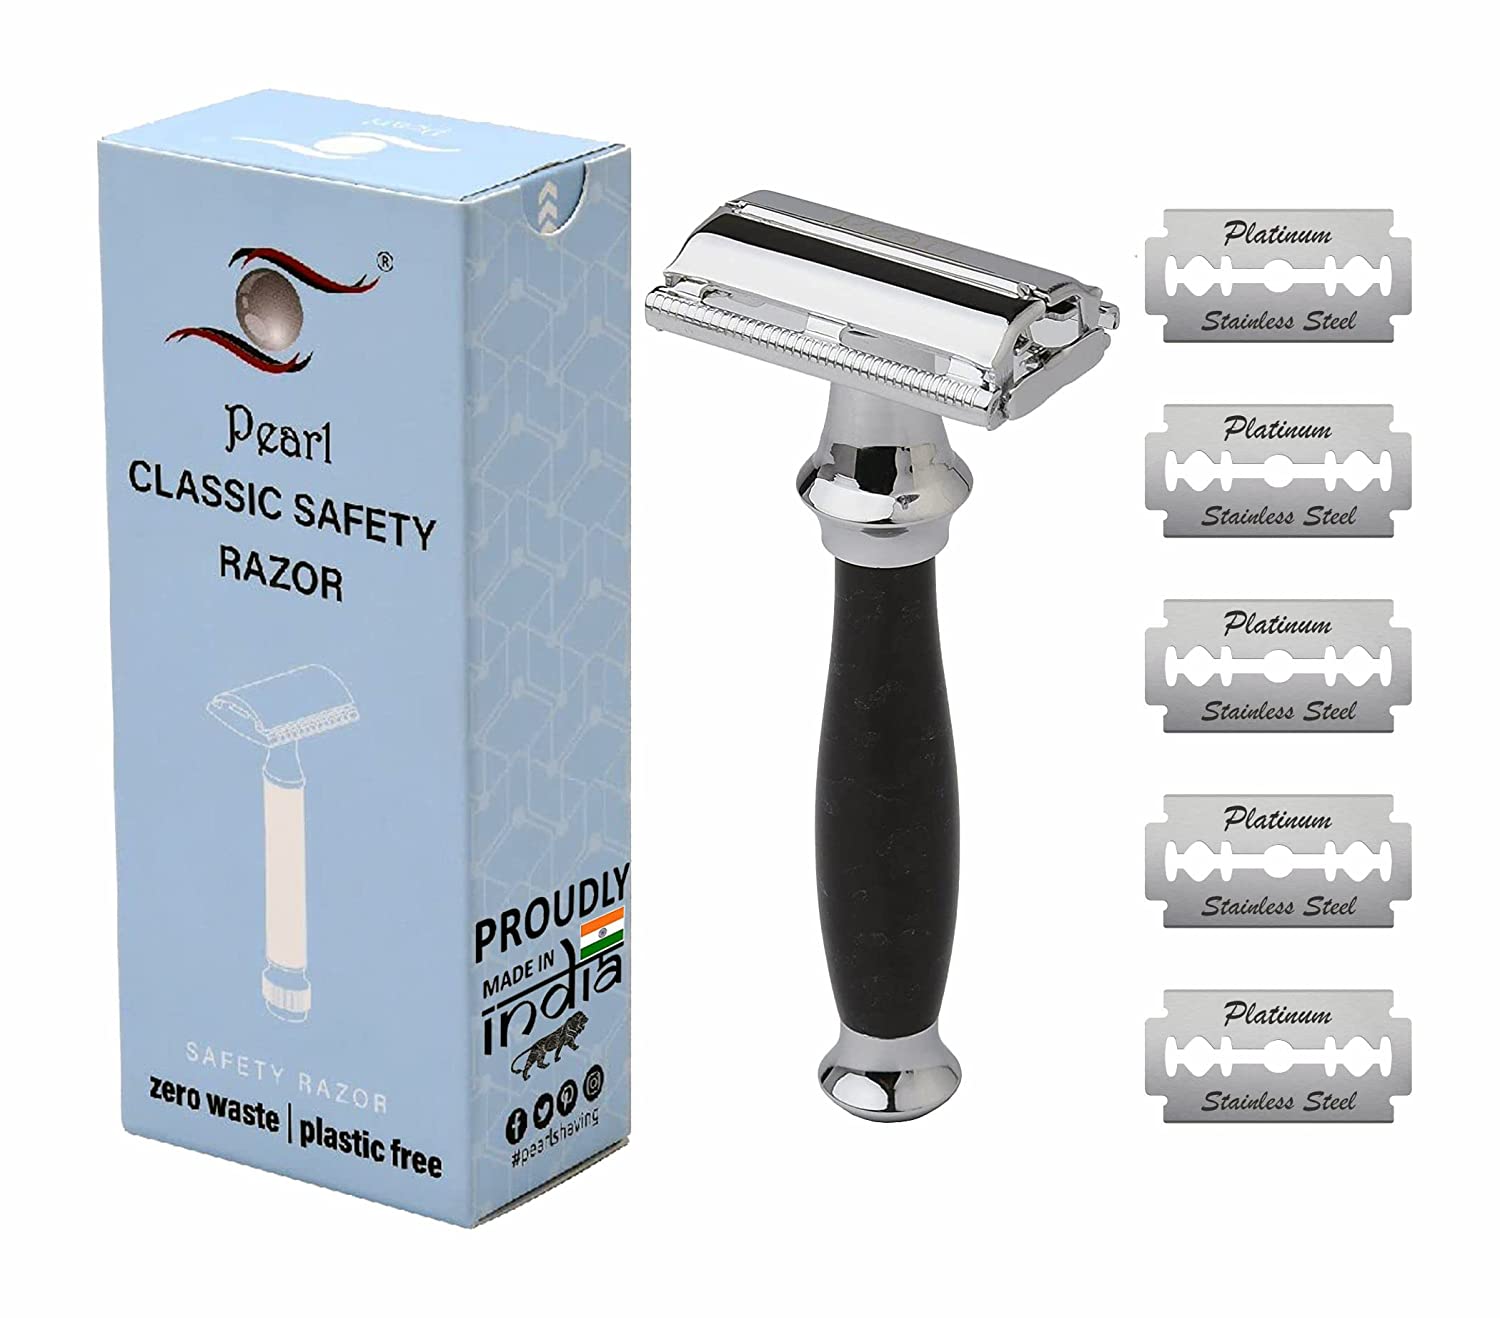 Pearl
®
Pearl
CLASSIC SAFETY
RAZOR
SAFETY RAZOR
zero waste | plastic free
PROUDLY
MADE IN
india
#pearlshaving
Platinum
Stainless Steel
Platinum
Stainless Steel
Platinum
Stainless Steel
Platinum
Stainless Steel
Platinum
Stainless Steel